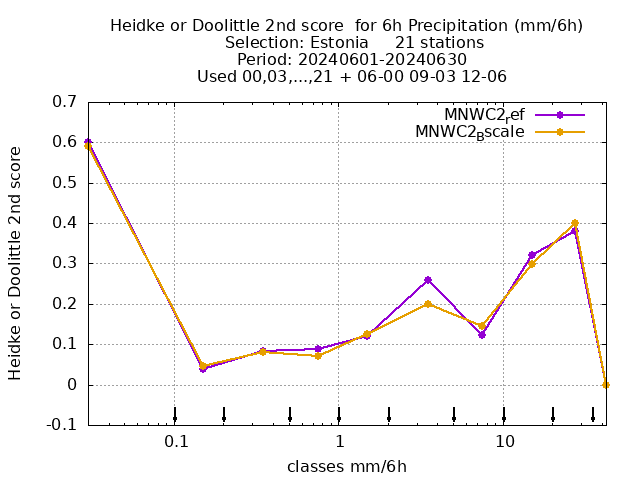 Heidke or Doolittle 2nd score  for 6h Precipitation (mm/6h)
Selection: Estonia     21 stations
Period: 20240601-20240630
Used 00,03,...,21 + 06-00 09-03 12-06
MNWC2_ref
MNWC2_Bscale
0.7
0.6
0.5
0.4
0.3
0.2
0.1
0
-0.1
Heidke or Doolittle 2nd score
0.1 1 10
classes mm/6h